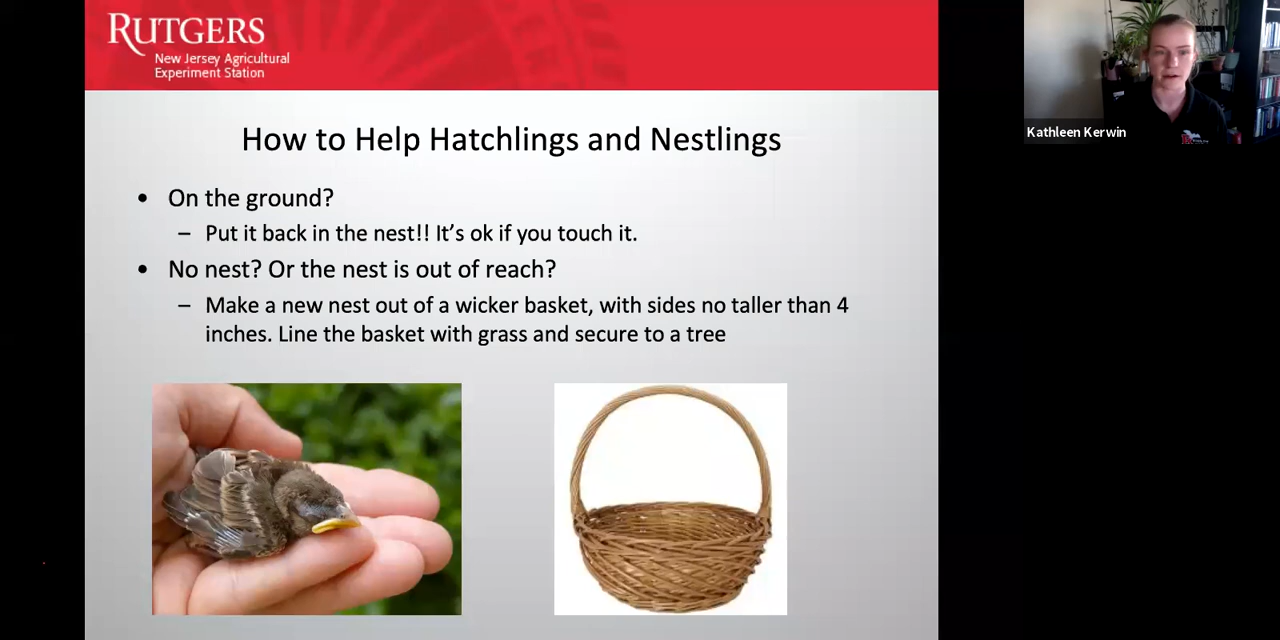 RUTGERS
New Jersey Agricultural
Experiment Station
Kathleen Kerwin
How to Help Hatchlings and Nestlings
• On the ground?
– Put it back in the nest!! It's ok if you touch it.
• No nest? Or the nest is out of reach?
– Make a new nest out of a wicker basket, with sides no taller than 4
inches. Line the basket with grass and secure to a tree